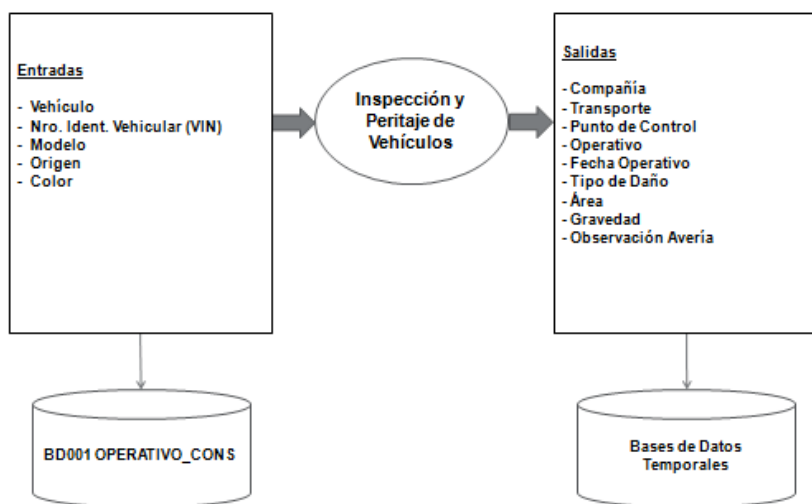 Entradas
- Vehículo
- Nro. Ident. Vehicular (VIN)
- Modelo
- Origen
- Color
Inspección y
Peritaje de
Vehículos
Salidas
- Compañía
- Transporte
- Punto de Control
- Operativo
- Fecha Operativo
- Tipo de Daño
- Área
- Gravedad
- Observación Avería
BD001 OPERATIVO_CONS
Bases de Datos
Temporales